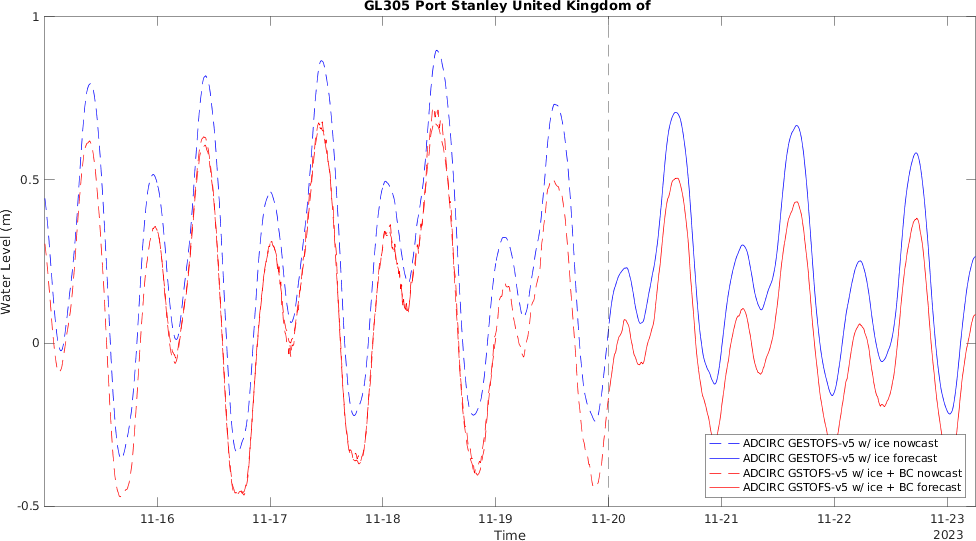 GL305 Port Stanley United Kingdom of
1
0.5
0
-0.5
Water Level (m)
11-16
11-17
11-18
11-19
11-20
11-21
11-22
11-23
2023
Time
ADCIRC GESTOFS-v5 w/ ice nowcast
ADCIRC GESTOFS-v5 w/ ice forecast
ADCIRC GSTOFS-v5 w/ ice + BC nowcast
ADCIRC GSTOFS-v5 w/ ice + BC forecast